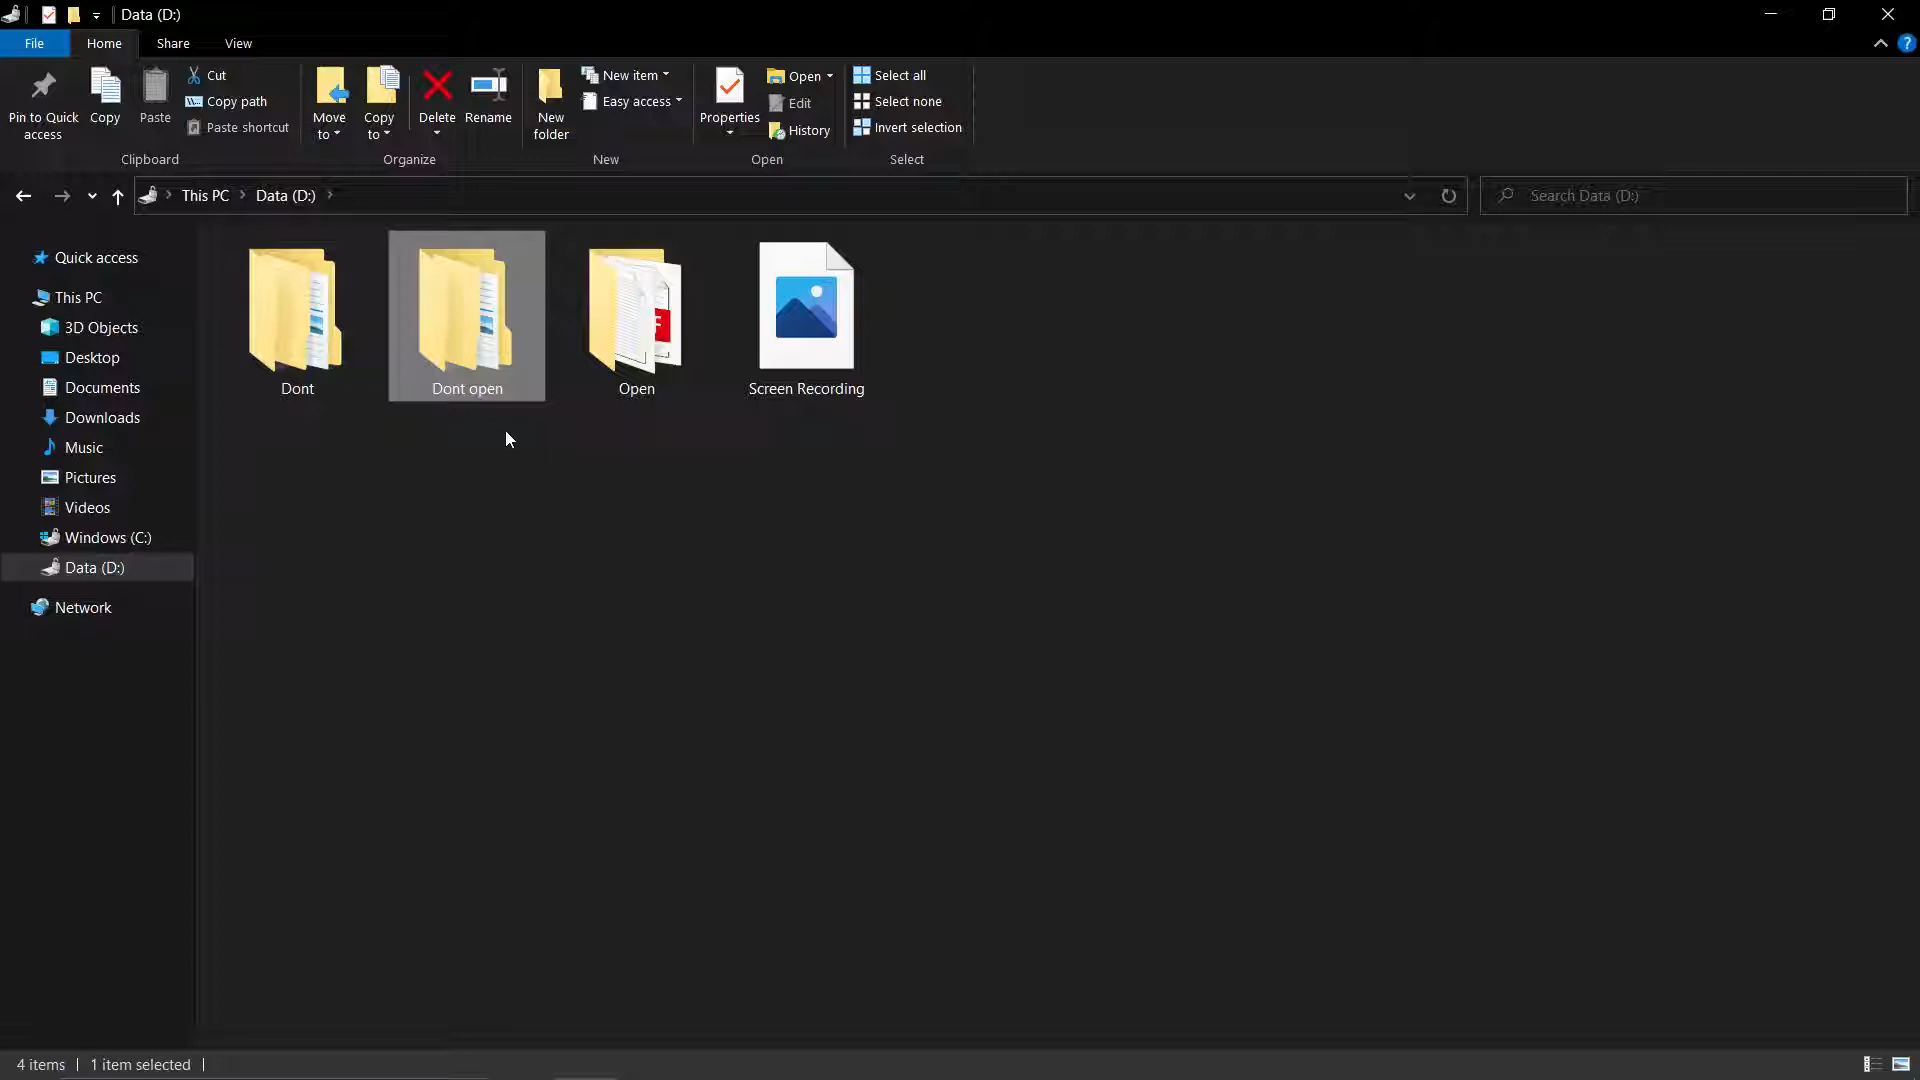 Data (D:)
File Home Share View
Pin to Quick access
Copy
Paste
Cut
Copy path
Paste shortcut
Clipboard
Move to
Copy to
Delete
Rename
Organize
New folder
New item
Easy access
New
Properties
Open
Edit
History
Open
Select all
Select none
Invert selection
Select
This PC Data (D:)
Search Data (D:)
Quick access
This PC
3D Objects
Desktop
Documents
Downloads
Music
Pictures
Videos
Windows (C:)
Data (D:)
Network
Dont
Dont open
Open
Screen Recording
4 items 1 item selected